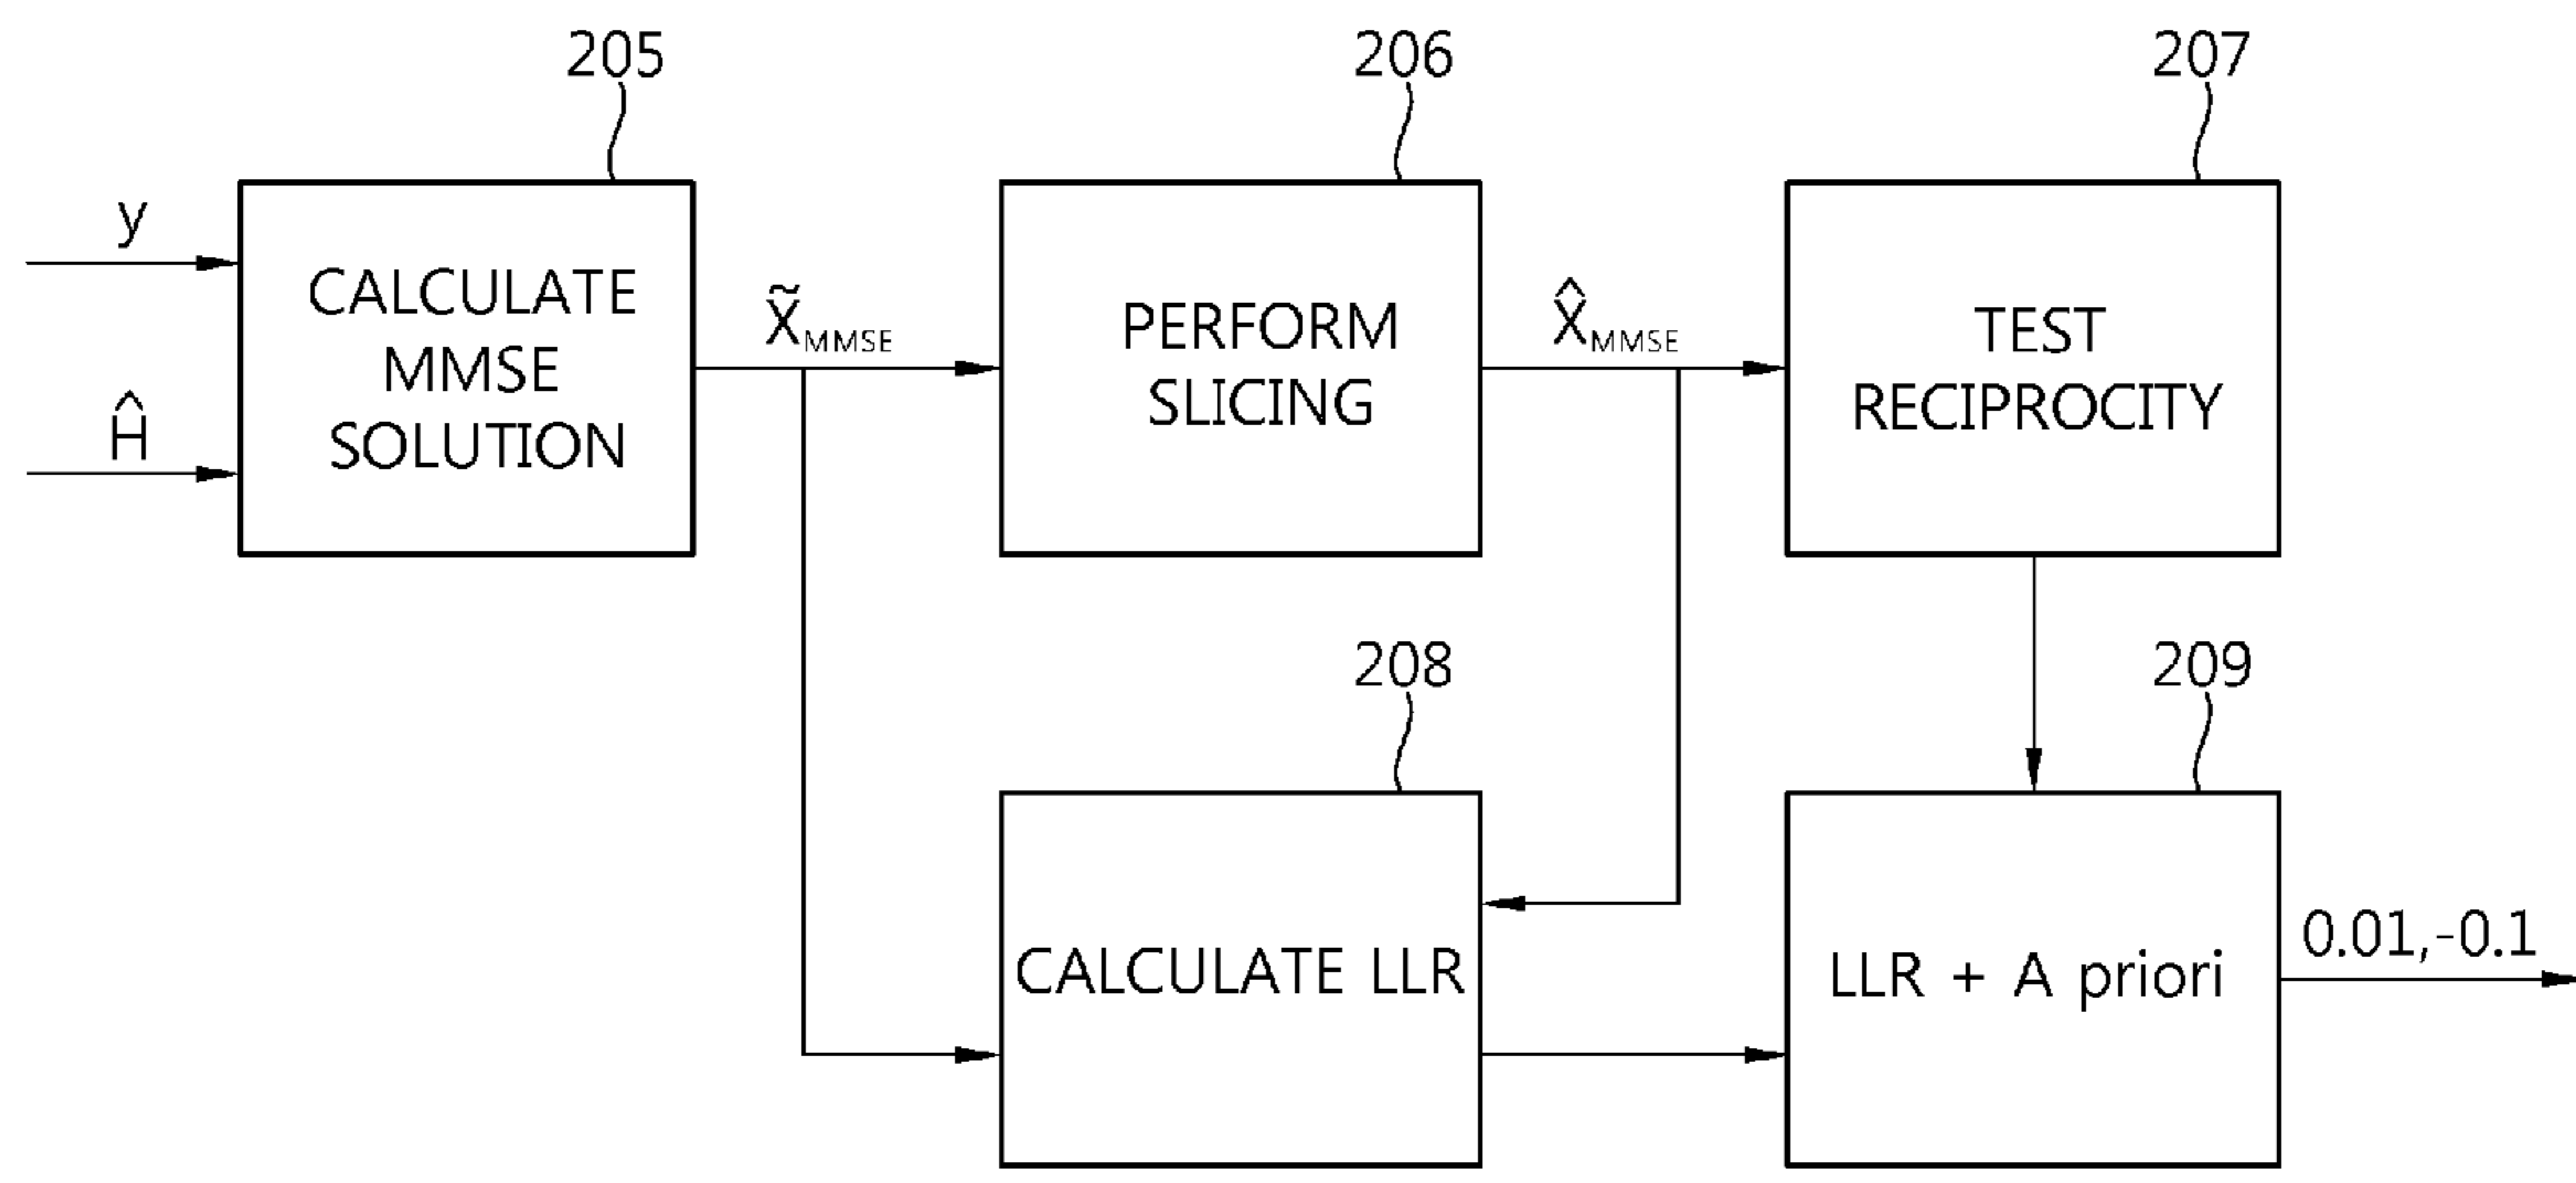 205
206
207
y
Ĥ
CALCULATE
MMSE
SOLUTION
X̃MMSE
PERFORM
SLICING
X̂MMSE
TEST
RECIPROCITY
208
209
CALCULATE LLR
LLR + A priori
0.01,-0.1